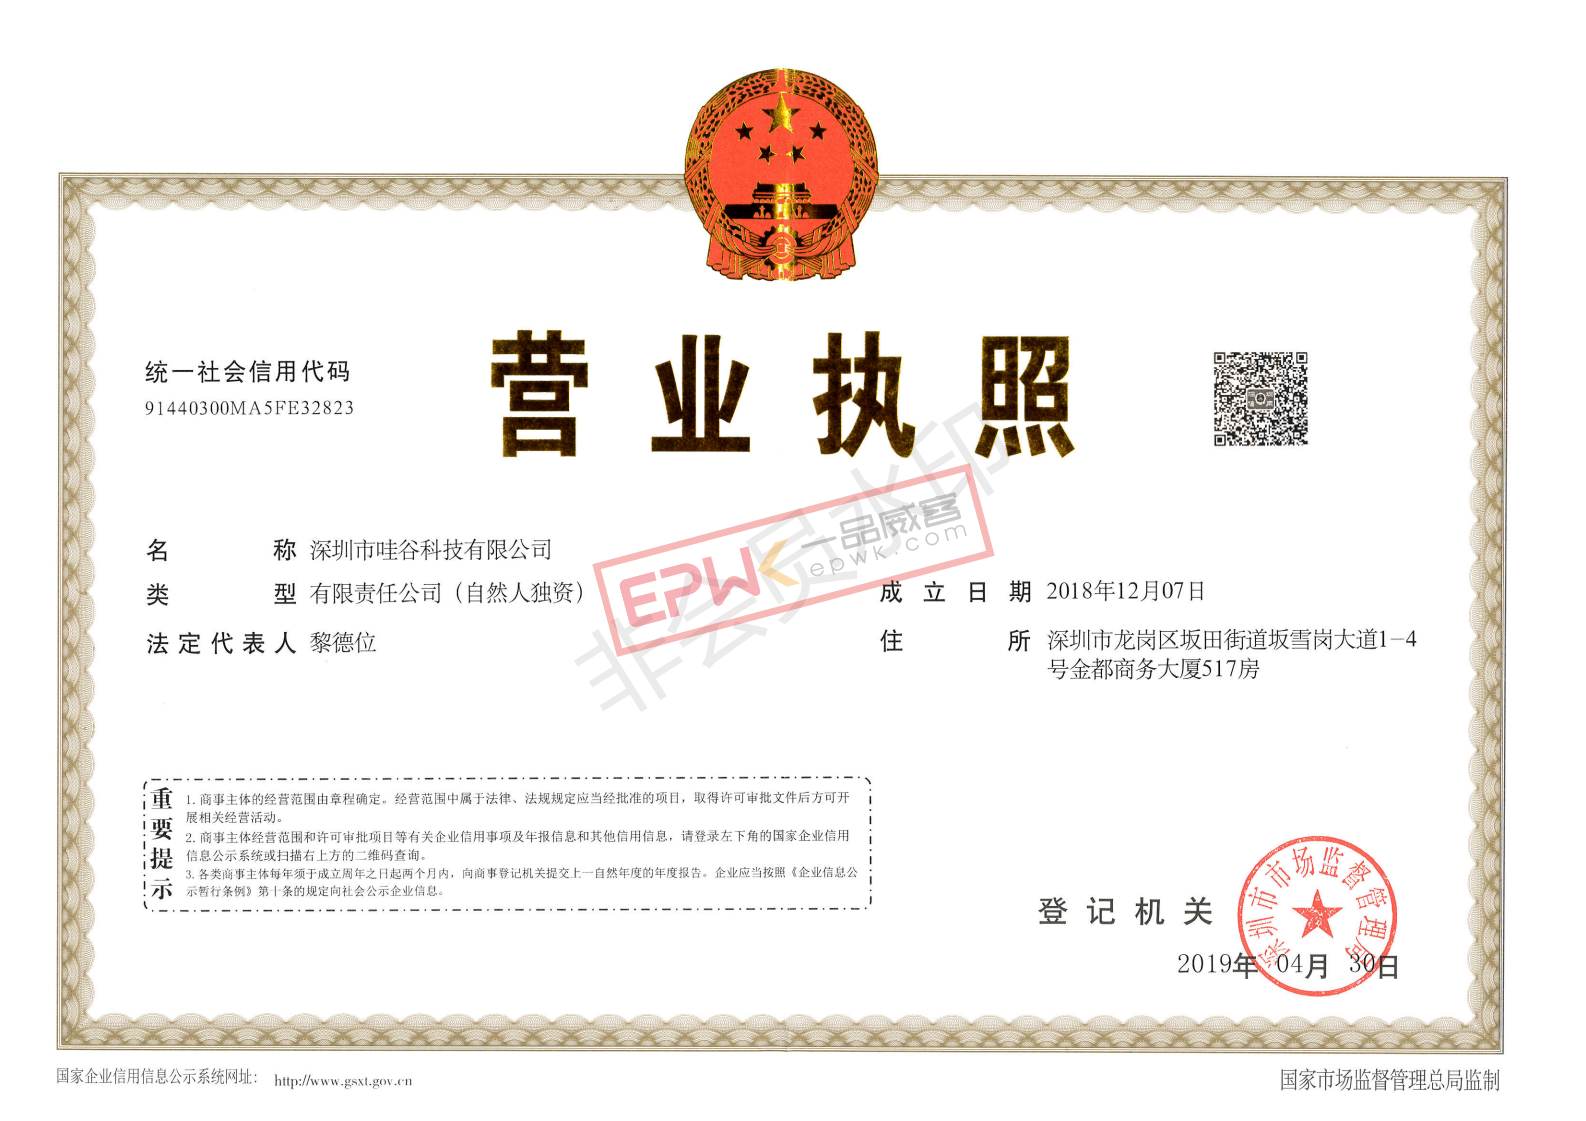 营业执照
统一社会信用代码
91440300MA5FE32823
名称 深圳市哇谷科技有限公司
类型 有限责任公司（自然人独资）
法定代表人 黎德位
成立日期 2018年12月07日
住所 深圳市龙岗区坂田街道坂雪岗大道1-4
号金都商务大厦517房
非会员水印
EPWK 一品威客
epwk.com
重要提示
1. 商事主体的经营范围由章程确定。经营范围中属于法律、法规规定应当经批准的项目，取得许可审批文件后方可开
展相关经营活动。
2. 商事主体经营范围和许可审批项目等有关企业信用事项及年报信息和其他信用信息，请登录左下角的国家企业信用
信息公示系统或扫描右上方的二维码查询。
3. 各类商事主体每年须于成立周年之日起两个月内，向商事登记机关提交上一自然年度的年度报告。企业应当按照《企业信息公
示暂行条例》第十条的规定向社会公示企业信息。
登记机关
深圳市市场监督管理局
2019年 04月 30日
国家企业信用信息公示系统网址： http://www.gsxt.gov.cn
国家市场监督管理总局监制